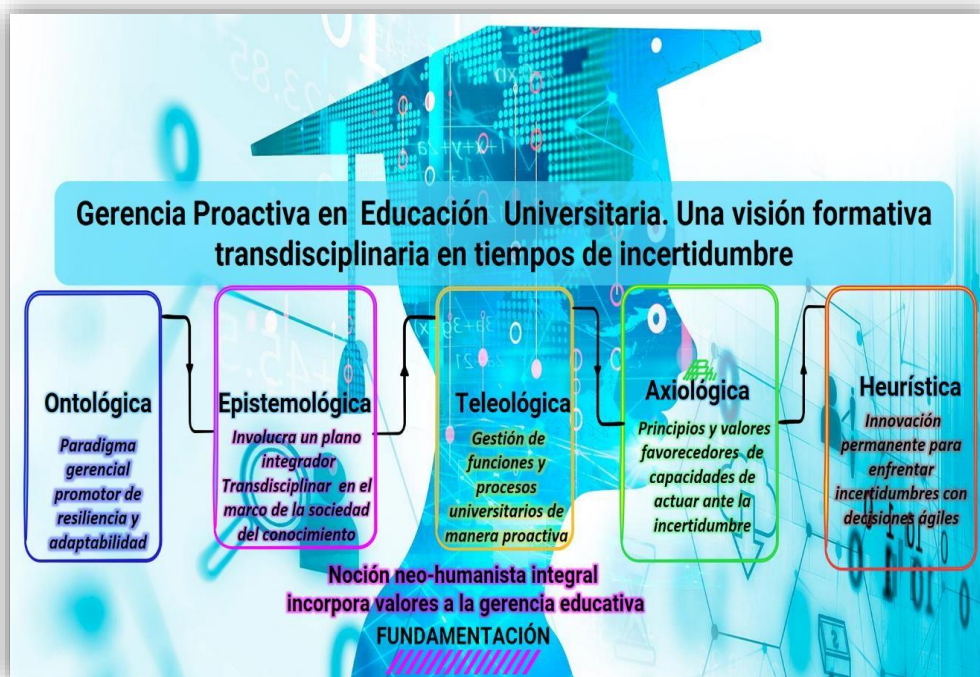 Gerencia Proactiva en Educación Universitaria. Una visión formativa
transdisciplinaria en tiempos de incertidumbre
Ontológica
Paradigma
gerencial
promotor de
resiliencia y
adaptabilidad
Epistemológica
Involucra un plano
integrador
Transdisciplinar en el
marco de la sociedad
del conocimiento
Teleológica
Gestión de
funciones y
procesos
universitarios de
manera proactiva
Axiológica
Principios y valores
favorecedores de
capacidades de
actuar ante la
incertidumbre
Heurística
Innovación
permanente para
enfrentar
incertidumbres con
decisiones ágiles
Noción neo-humanista integral
incorpora valores a la gerencia educativa
FUNDAMENTACIÓN